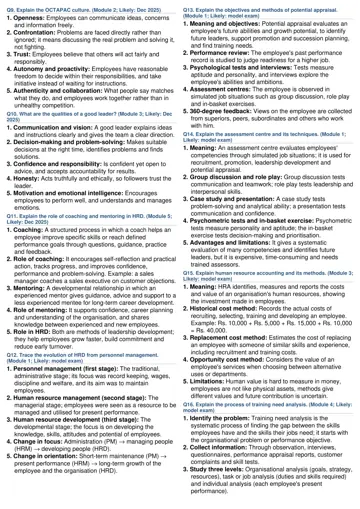 Q9. Explain the OCTAPAC culture. (Module 2; Likely: Dec 2025)
1. Openness: Employees can communicate ideas, concerns
and information freely.
2. Confrontation: Problems are faced directly rather than
ignored; it means discussing the real problem and solving it,
not fighting.
3. Trust: Employees believe that others will act fairly and
responsibly.
4. Autonomy and proactivity: Employees have reasonable
freedom to decide within their responsibilities, and take
initiative instead of waiting for instructions.
5. Authenticity and collaboration: What people say matches
what they do, and employees work together rather than in
unhealthy competition.
Q10. What are the qualities of a good leader? (Module 3; Likely: Dec
2025)
1. Communication and vision: A good leader explains ideas
and instructions clearly and gives the team a clear direction.
2. Decision-making and problem-solving: Makes suitable
decisions at the right time, identifies problems and finds
solutions.
3. Confidence and responsibility: Is confident yet open to
advice, and accepts accountability for results.
4. Honesty: Acts truthfully and ethically, so followers trust the
leader.
5. Motivation and emotional intelligence: Encourages
employees to perform well, and understands and manages
emotions.
Q11. Explain the role of coaching and mentoring in HRD. (Module 5;
Likely: Dec 2025)
1. Coaching: A structured process in which a coach helps an
employee improve specific skills or reach defined
performance goals through questions, guidance, practice
and feedback.
2. Role of coaching: It encourages self-reflection and practical
action, tracks progress, and improves confidence,
performance and problem-solving. Example: a sales
manager coaches a sales executive on customer objections.
3. Mentoring: A developmental relationship in which an
experienced mentor gives guidance, advice and support to a
less experienced mentee for long-term career development.
4. Role of mentoring: It supports confidence, career planning
and understanding of the organisation, and shares
knowledge between experienced and new employees.
5. Role in HRD: Both are methods of leadership development;
they help employees grow faster, build commitment and
reduce early turnover.
Q12. Trace the evolution of HRD from personnel management.
(Module 1; Likely: model exam)
1. Personnel management (first stage): The traditional,
administrative stage; its focus was record keeping, wages,
discipline and welfare, and its aim was to maintain
employees.
2. Human resource management (second stage): The
managerial stage; employees were seen as a resource to be
managed and utilised for present performance.
3. Human resource development (third stage): The
developmental stage; the focus is on developing the
knowledge, skills, attitudes and potential of employees.
4. Change in focus: Administration (PM) → managing people
(HRM) → developing people (HRD).
5. Change in orientation: Short-term maintenance (PM) →
present performance (HRM) → long-term growth of the
employee and the organisation (HRD).
Q13. Explain the objectives and methods of potential appraisal.
(Module 1; Likely: model exam)
1. Meaning and objectives: Potential appraisal evaluates an
employee's future abilities and growth potential, to identify
future leaders, support promotion and succession planning,
and find training needs.
2. Performance review: The employee's past performance
record is studied to judge readiness for a higher job.
3. Psychological tests and interviews: Tests measure
aptitude and personality, and interviews explore the
employee's abilities and ambitions.
4. Assessment centres: The employee is observed in
simulated job situations such as group discussion, role play
and in-basket exercises.
5. 360-degree feedback: Views on the employee are collected
from superiors, peers, subordinates and others who work
with him.
Q14. Explain the assessment centre and its techniques. (Module 1;
Likely: model exam)
1. Meaning: An assessment centre evaluates employees'
competencies through simulated job situations; it is used for
recruitment, promotion, leadership development and
potential appraisal.
2. Group discussion and role play: Group discussion tests
communication and teamwork; role play tests leadership and
interpersonal skills.
3. Case study and presentation: A case study tests
problem-solving and analytical ability; a presentation tests
communication and confidence.
4. Psychometric tests and in-basket exercise: Psychometric
tests measure personality and aptitude; the in-basket
exercise tests decision-making and prioritisation.
5. Advantages and limitations: It gives a systematic
evaluation of many competencies and identifies future
leaders, but it is expensive, time-consuming and needs
trained assessors.
Q15. Explain human resource accounting and its methods. (Module 3;
Likely: model exam)
1. Meaning: HRA identifies, measures and reports the costs
and value of an organisation's human resources, showing
the investment made in employees.
2. Historical cost method: Records the actual costs of
recruiting, selecting, training and developing an employee.
Example: Rs. 10,000 + Rs. 5,000 + Rs. 15,000 + Rs. 10,000
= Rs. 40,000.
3. Replacement cost method: Estimates the cost of replacing
an employee with someone of similar skills and experience,
including recruitment and training costs.
4. Opportunity cost method: Considers the value of an
employee's services when choosing between alternative
uses or departments.
5. Limitations: Human value is hard to measure in money,
employees are not like physical assets, methods give
different values and future contribution is uncertain.
Q16. Explain the process of training need analysis. (Module 4; Likely:
model exam)
1. Identify the problem: Training need analysis is the
systematic process of finding the gap between the skills
employees have and the skills their jobs need; it starts with
the organisational problem or performance objective.
2. Collect information: Through observation, interviews,
questionnaires, performance appraisal reports, customer
complaints and skill tests.
3. Study three levels: Organisational analysis (goals, strategy,
resources), task or job analysis (duties and skills required)
and individual analysis (each employee's present
performance).